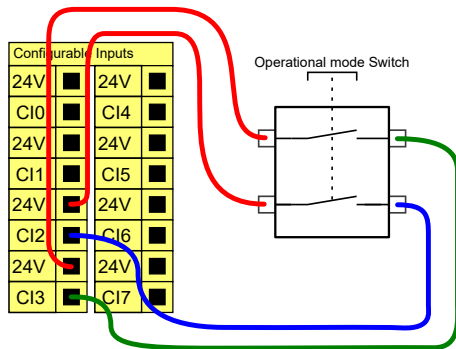 Configurable Inputs
24V 24V
CI0 CI4
24V 24V
CI1 CI5
24V 24V
CI2 CI6
24V 24V
CI3 CI7
Operational mode Switch